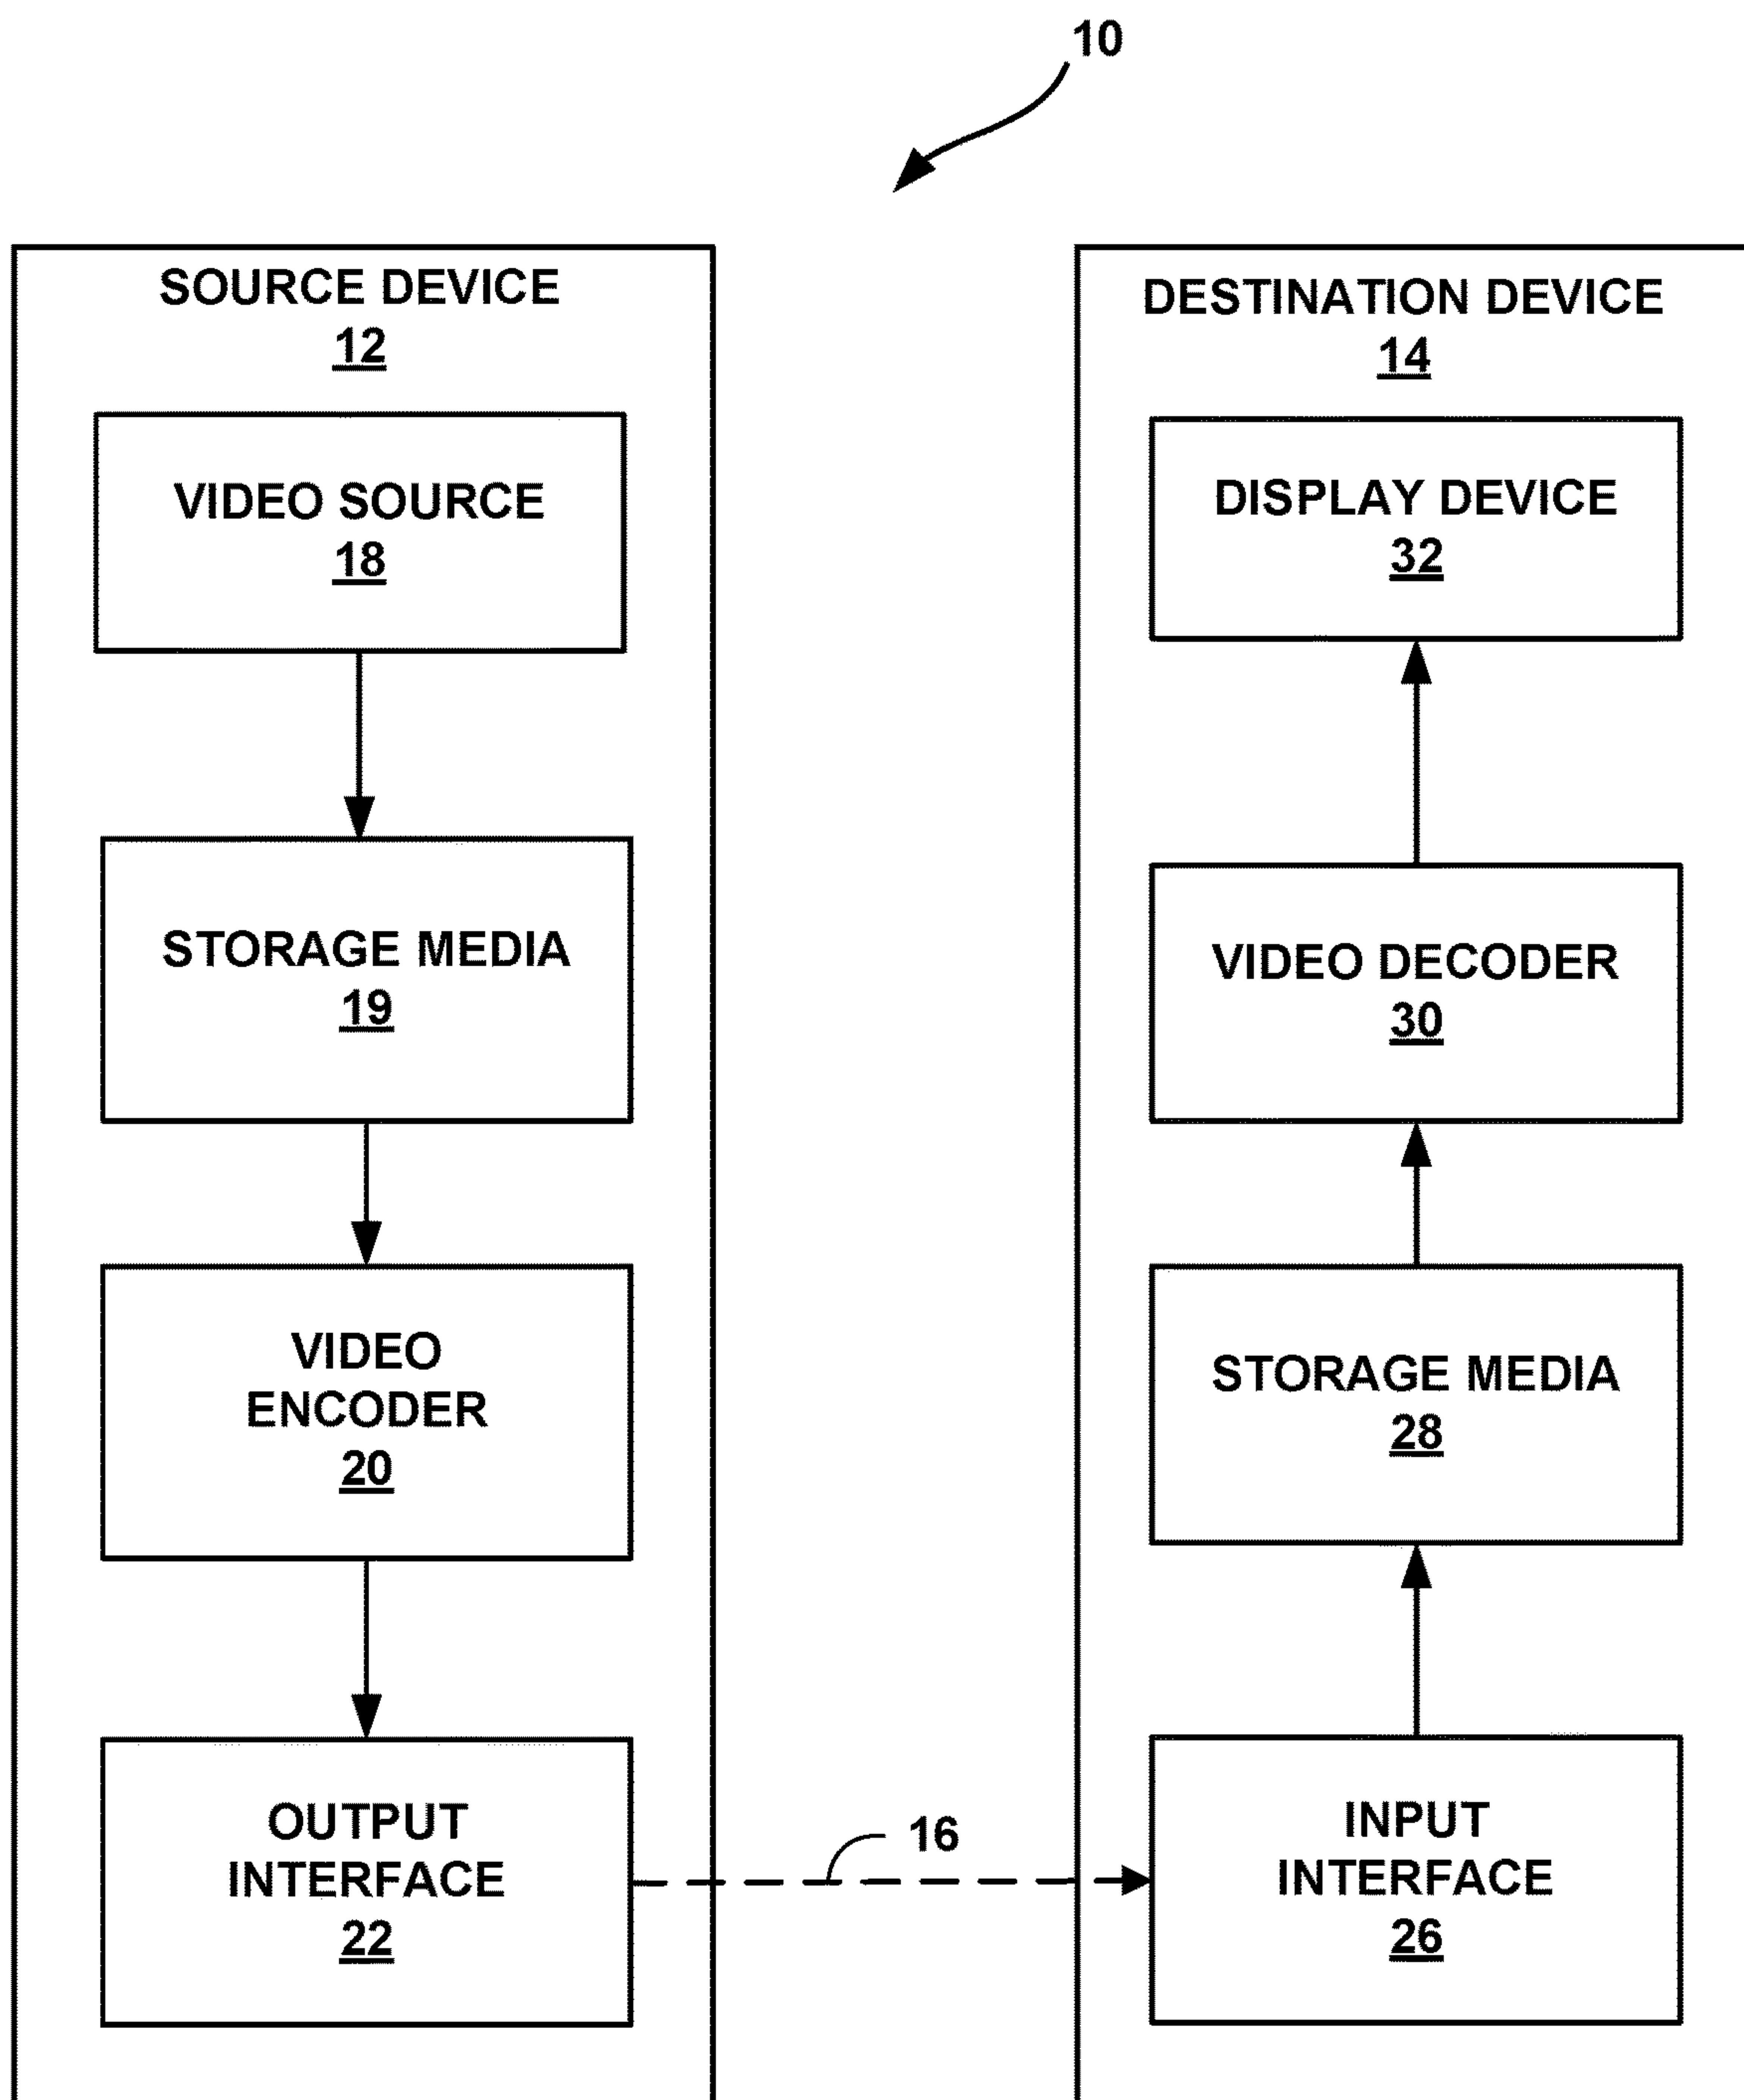 10
SOURCE DEVICE
12
VIDEO SOURCE
18
STORAGE MEDIA
19
VIDEO
ENCODER
20
OUTPUT
INTERFACE
22
16
DESTINATION DEVICE
14
DISPLAY DEVICE
32
VIDEO DECODER
30
STORAGE MEDIA
28
INPUT
INTERFACE
26